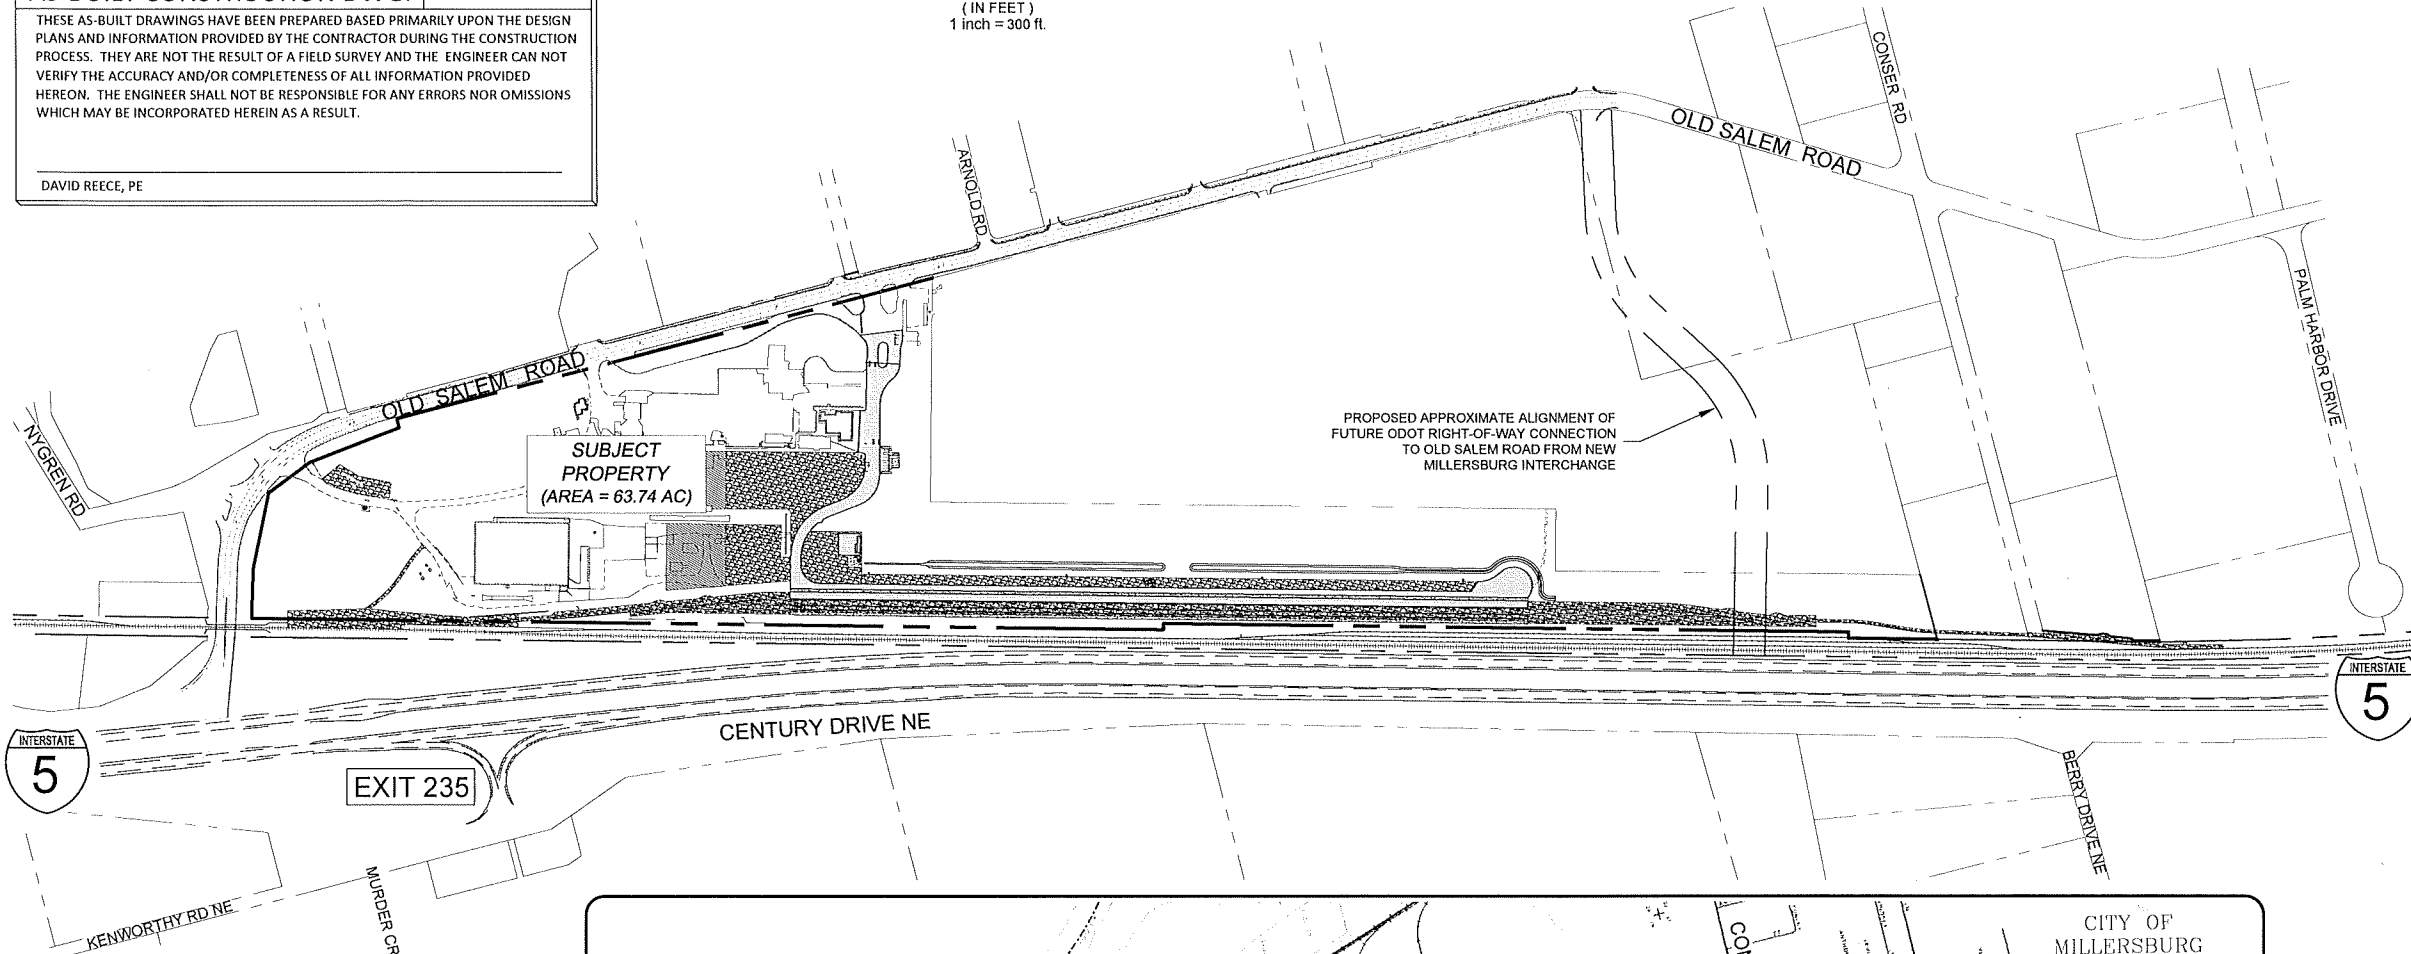 THESE AS-BUILT DRAWINGS HAVE BEEN PREPARED BASED PRIMARILY UPON THE DESIGN
PLANS AND INFORMATION PROVIDED BY THE CONTRACTOR DURING THE CONSTRUCTION
PROCESS. THEY ARE NOT THE RESULT OF A FIELD SURVEY AND THE ENGINEER CAN NOT
VERIFY THE ACCURACY AND/OR COMPLETENESS OF ALL INFORMATION PROVIDED
HEREON. THE ENGINEER SHALL NOT BE RESPONSIBLE FOR ANY ERRORS NOR OMISSIONS
WHICH MAY BE INCORPORATED HEREIN AS A RESULT.
DAVID REECE, PE
( IN FEET )
1 inch = 300 ft.
CONSER RD
OLD SALEM ROAD
ARNOLD RD
PALM HARBOR DRIVE
OLD SALEM ROAD
NYGREN RD
SUBJECT
PROPERTY
(AREA = 63.74 AC)
PROPOSED APPROXIMATE ALIGNMENT OF
FUTURE ODOT RIGHT-OF-WAY CONNECTION
TO OLD SALEM ROAD FROM NEW
MILLERSBURG INTERCHANGE
INTERSTATE
5
CENTURY DRIVE NE
INTERSTATE
5
EXIT 235
BERRY DRIVE NE
KENWORTHY RD NE
MURDER CR
CITY OF
MILLERSBURG